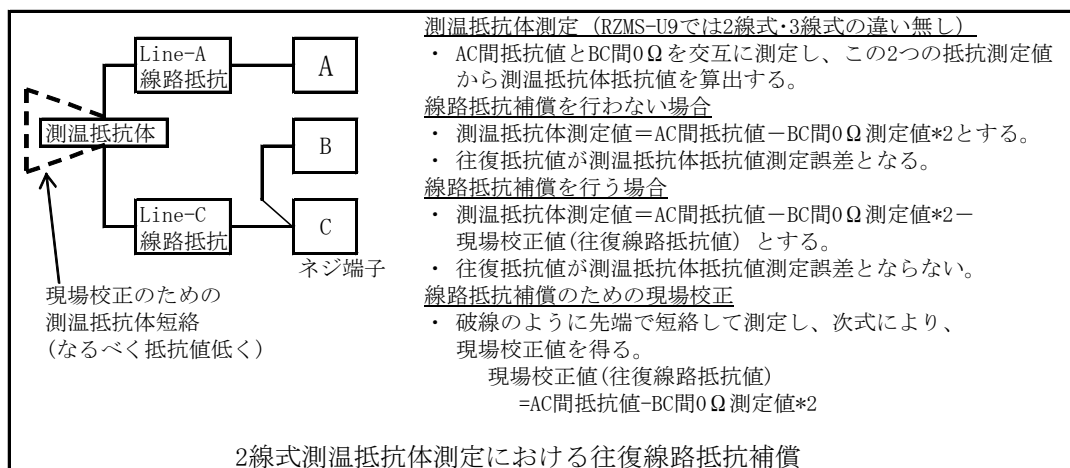 Line-A
線路抵抗
A
測温抵抗体
B
Line-C
線路抵抗
C
ネジ端子
現場校正のための
測温抵抗体短絡
(なるべく抵抗値低く)
測温抵抗体測定（RZMS-U9では2線式･3線式の違い無し）
・ AC間抵抗値とBC間0Ωを交互に測定し、この2つの抵抗測定値
から測温抵抗体抵抗値を算出する。
線路抵抗補償を行わない場合
・ 測温抵抗体測定値＝AC間抵抗値－BC間0Ω測定値*2とする。
・ 往復抵抗値が測温抵抗体抵抗値測定誤差となる。
線路抵抗補償を行う場合
・ 測温抵抗体測定値＝AC間抵抗値－BC間0Ω測定値*2－
現場校正値(往復線路抵抗値) とする。
・ 往復抵抗値が測温抵抗体抵抗値測定誤差とならない。
線路抵抗補償のための現場校正
・ 破線のように先端で短絡して測定し、次式により、
現場校正値を得る。
現場校正値(往復線路抵抗値)
=AC間抵抗値-BC間0Ω測定値*2
2線式測温抵抗体測定における往復線路抵抗補償